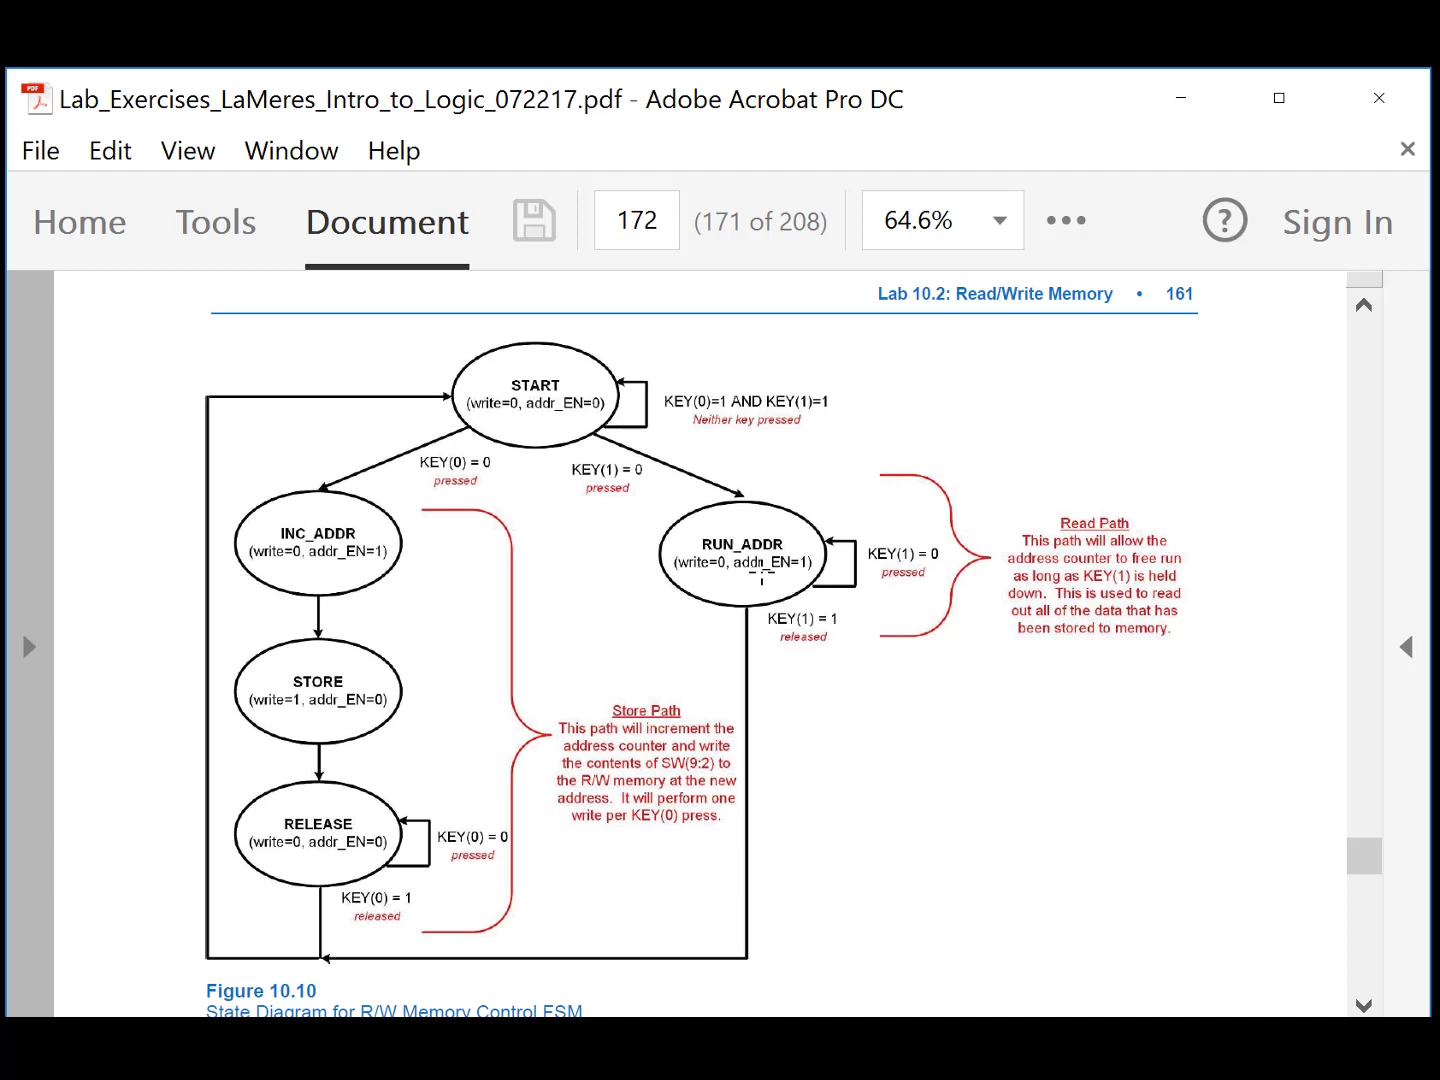 Lab_Exercises_LaMeres_Intro_to_Logic_072217.pdf - Adobe Acrobat Pro DC
File Edit View Window Help
Home Tools Document 172 (171 of 208) 64.6% ••• ? Sign In
Lab 10.2: Read/Write Memory • 161
START
(write=0, addr_EN=0)
KEY(0)=1 AND KEY(1)=1
Neither key pressed
KEY(0) = 0
pressed
KEY(1) = 0
pressed
INC_ADDR
(write=0, addr_EN=1)
RUN_ADDR
(write=0, addr_EN=1)
KEY(1) = 0
pressed
KEY(1) = 1
released
Read Path
This path will allow the
address counter to free run
as long as KEY(1) is held
down. This is used to read
out all of the data that has
been stored to memory.
STORE
(write=1, addr_EN=0)
Store Path
This path will increment the
address counter and write
the contents of SW(9:2) to
the R/W memory at the new
address. It will perform one
write per KEY(0) press.
RELEASE
(write=0, addr_EN=0)
KEY(0) = 0
pressed
KEY(0) = 1
released
Figure 10.10
State Diagram for R/W Memory Control FSM